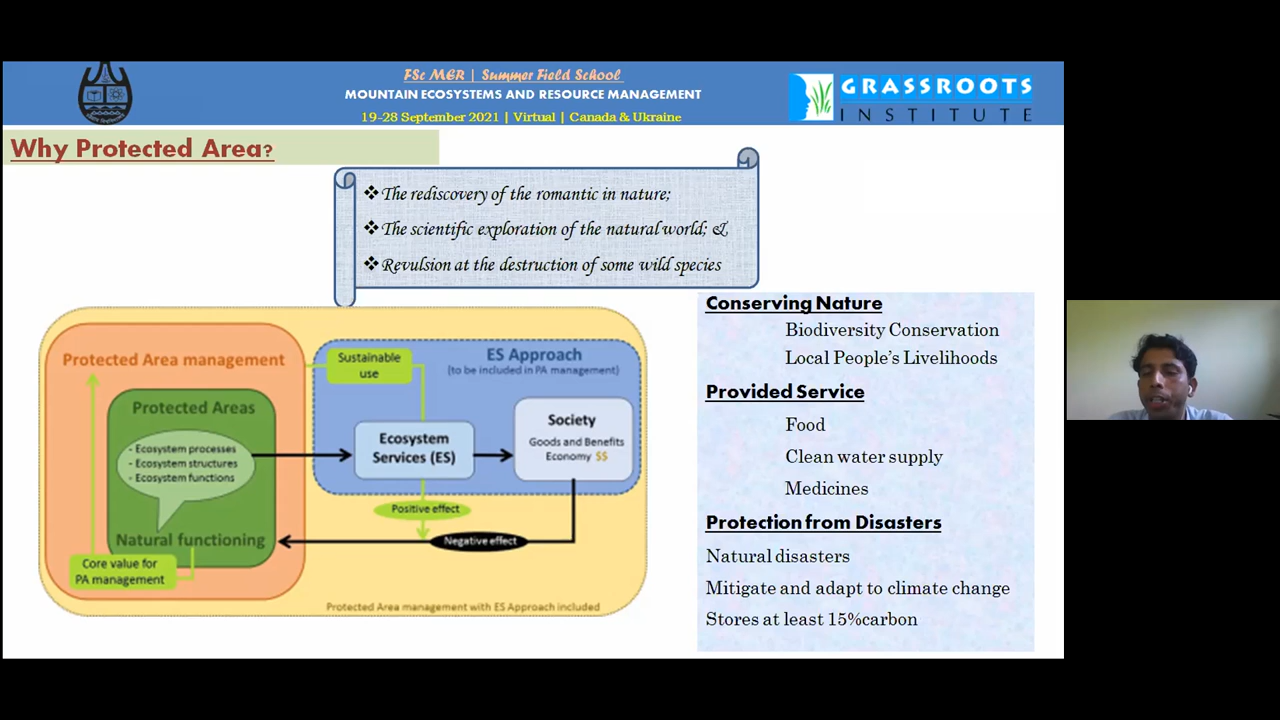 FSc MER | Summer Field School
MOUNTAIN ECOSYSTEMS AND RESOURCE MANAGEMENT
19-28 September 2021 | Virtual | Canada & Ukraine
GRASSROOTS
INSTITUTE
Why Protected Area?
❖The rediscovery of the romantic in nature;
❖The scientific exploration of the natural world; &
❖Revulsion at the destruction of some wild species
Protected Area management
Protected Areas
- Ecosystem processes
- Ecosystem structures
- Ecosystem functions
Natural functioning
Core value for
PA management
Sustainable
use
ES Approach
(to be included in PA management)
Ecosystem
Services (ES)
Society
Goods and Benefits
Economy $$
Positive effect
Negative effect
Protected Area management with ES Approach included
Conserving Nature
Biodiversity Conservation
Local People's Livelihoods
Provided Service
Food
Clean water supply
Medicines
Protection from Disasters
Natural disasters
Mitigate and adapt to climate change
Stores at least 15%carbon